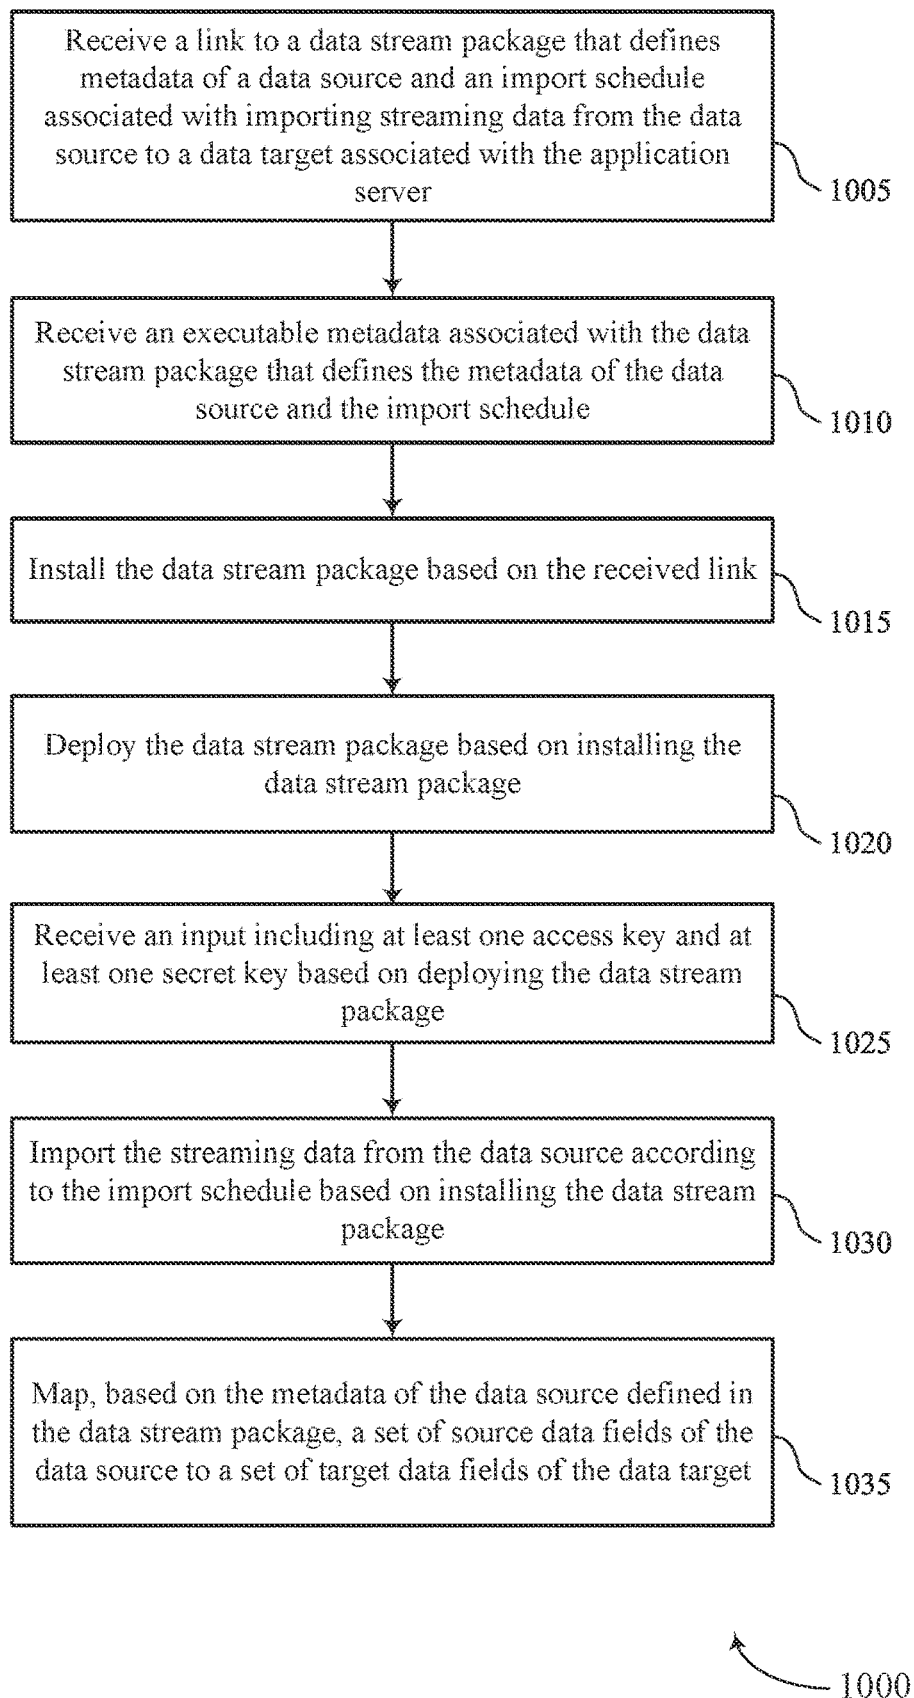 Receive a link to a data stream package that defines
metadata of a data source and an import schedule
associated with importing streaming data from the data
source to a data target associated with the application
server
1005
Receive an executable metadata associated with the data
stream package that defines the metadata of the data
source and the import schedule
1010
Install the data stream package based on the received link
1015
Deploy the data stream package based on installing the
data stream package
1020
Receive an input including at least one access key and at
least one secret key based on deploying the data stream
package
1025
Import the streaming data from the data source according
to the import schedule based on installing the data stream
package
1030
Map, based on the metadata of the data source defined in
the data stream package, a set of source data fields of the
data source to a set of target data fields of the data target
1035
1000